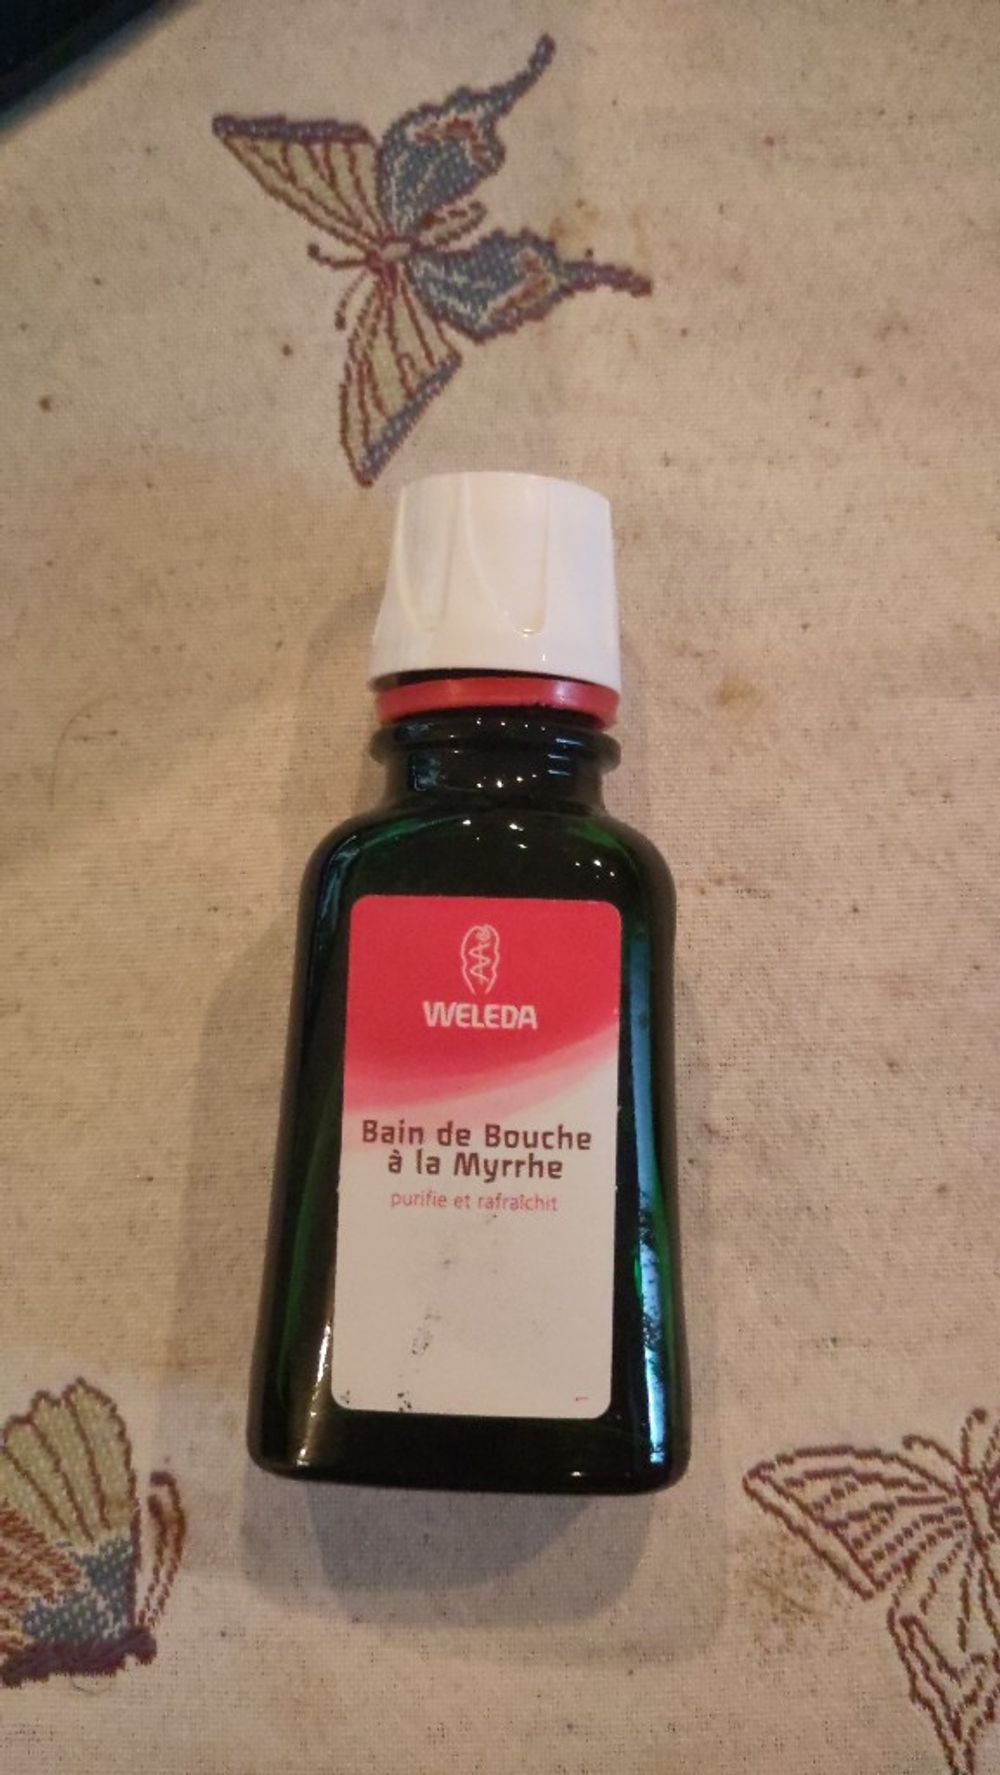 WELEDA
Bain de Bouche
à la Myrrhe
purifie et rafraîchit